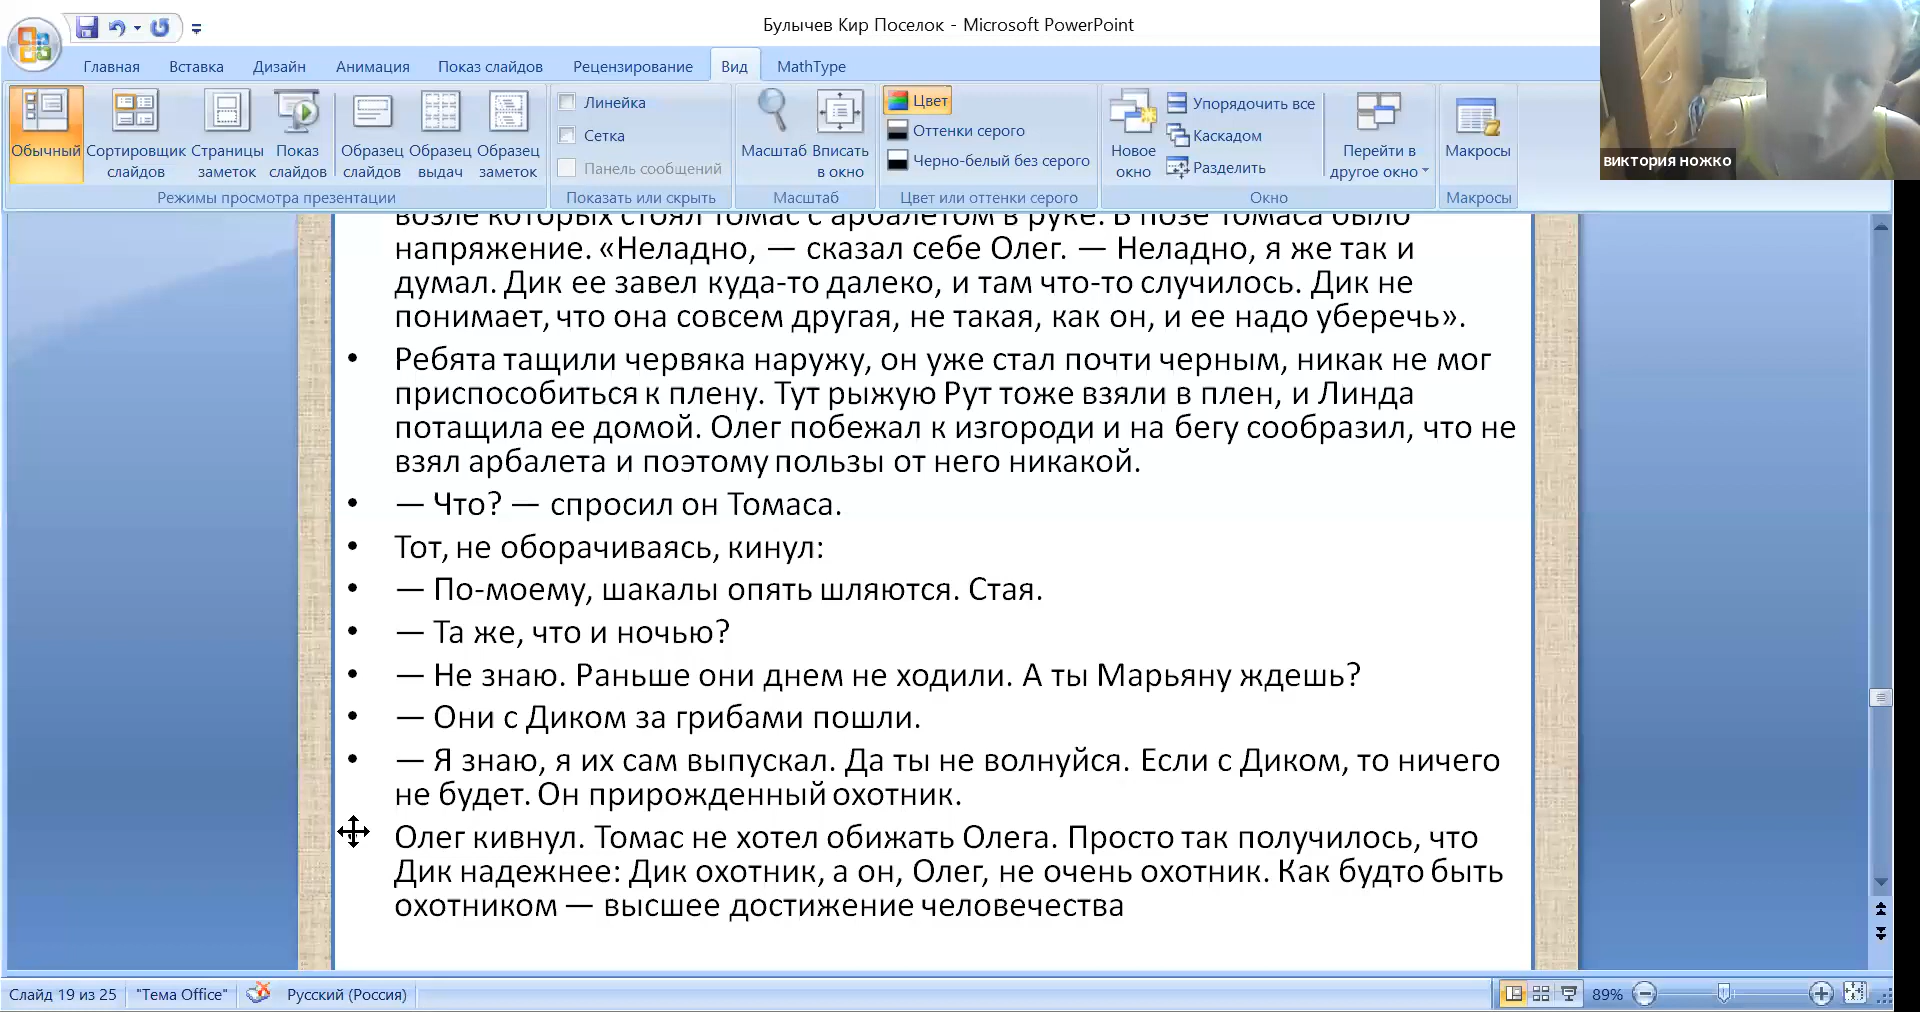 Булычев Кир Поселок - Microsoft PowerPoint
Главная Вставка Дизайн Анимация Показ слайдов Рецензирование Вид MathType
Обычный
Сортировщик слайдов
Страницы заметок
Показ слайдов
Образец слайдов
Образец выдач
Образец заметок
Режимы просмотра презентации
Линейка
Сетка
Панель сообщений
Показать или скрыть
Масштаб
Вписать в окно
Масштаб
Цвет
Оттенки серого
Черно-белый без серого
Цвет или оттенки серого
Новое окно
Упорядочить все
Каскадом
Разделить
Перейти в другое окно
Окно
Макросы
Макросы
виктория ножко
возле которых стоял Томас с арбалетом в руке. В позе Томаса было
напряжение. «Неладно, — сказал себе Олег. — Неладно, я же так и
думал. Дик ее завел куда-то далеко, и там что-то случилось. Дик не
понимает, что она совсем другая, не такая, как он, и ее надо уберечь».
• Ребята тащили червяка наружу, он уже стал почти черным, никак не мог
приспособиться к плену. Тут рыжую Рут тоже взяли в плен, и Линда
потащила ее домой. Олег побежал к изгороди и на бегу сообразил, что не
взял арбалета и поэтому пользы от него никакой.
• — Что? — спросил он Томаса.
• Тот, не оборачиваясь, кинул:
• — По-моему, шакалы опять шляются. Стая.
• — Та же, что и ночью?
• — Не знаю. Раньше они днем не ходили. А ты Марьяну ждешь?
• — Они с Диком за грибами пошли.
• — Я знаю, я их сам выпускал. Да ты не волнуйся. Если с Диком, то ничего
не будет. Он прирожденный охотник.
Олег кивнул. Томас не хотел обижать Олега. Просто так получилось, что
Дик надежнее: Дик охотник, а он, Олег, не очень охотник. Как будто быть
охотником — высшее достижение человечества
Слайд 19 из 25 "Тема Office" Русский (Россия) 89%